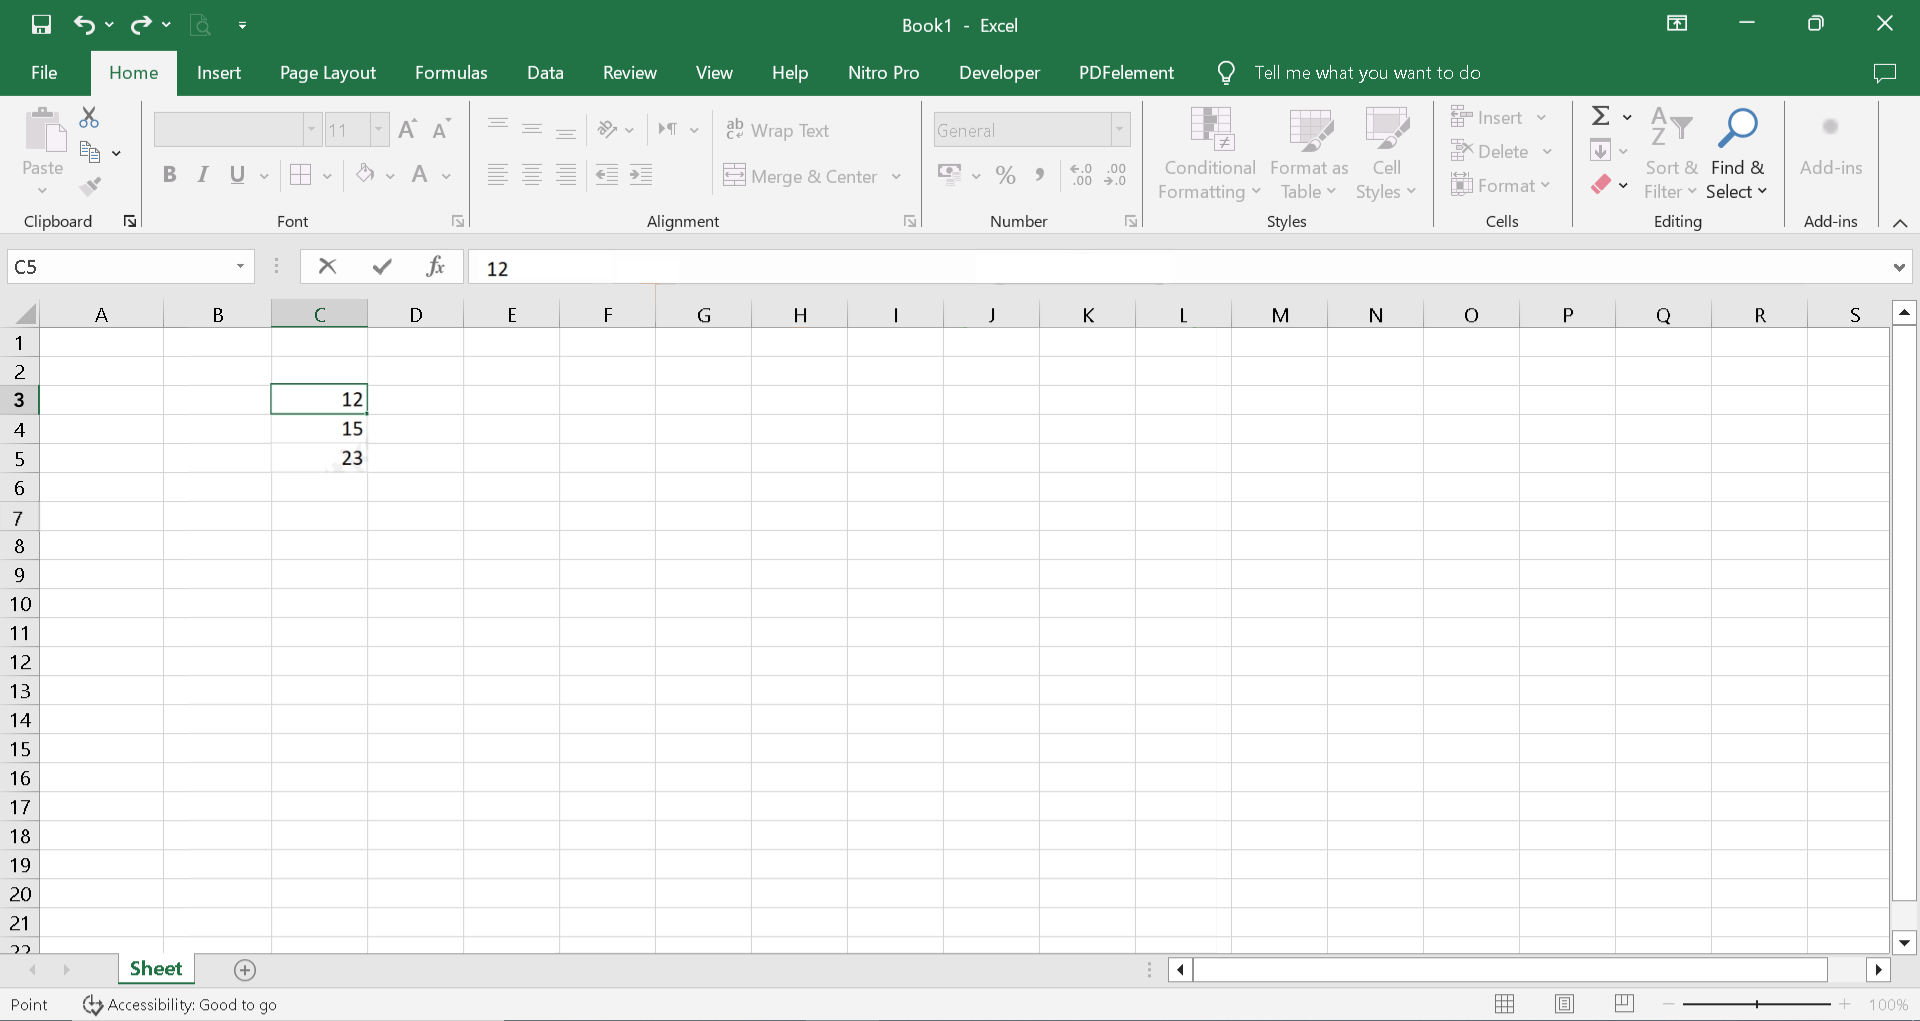 Book1 - Excel
File Home Insert Page Layout Formulas Data Review View Help Nitro Pro Developer PDFelement Tell me what you want to do
Paste
Clipboard
11
B I U
Font
Wrap Text
Merge & Center
Alignment
General
% ,
Number
Conditional Formatting
Format as Table
Cell Styles
Styles
Insert
Delete
Format
Cells
Sort & Filter
Find & Select
Editing
Add-ins
Add-ins
C5 fx 12
A B C D E F G H I J K L M N O P Q R S
1
2
3 12
4 15
5 23
6
7
8
9
10
11
12
13
14
15
16
17
18
19
20
21
22
Sheet
Point Accessibility: Good to go 100%